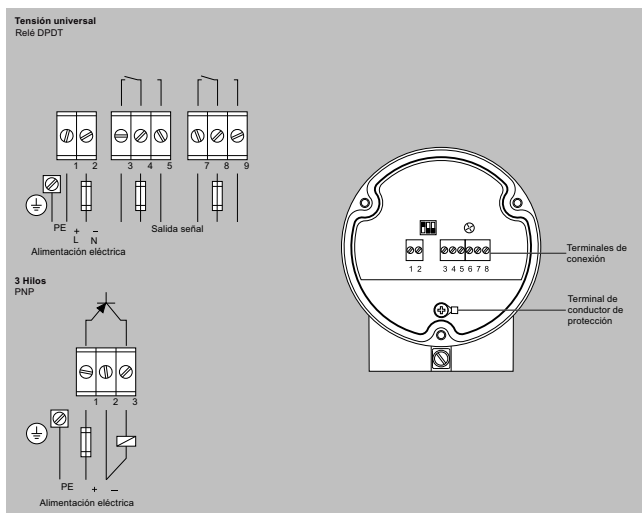 Tensión universal
Relé DPDT
1 2 3 4 5 7 8 9
PE + –
L N
Salida señal
Alimentación eléctrica
3 Hilos
PNP
1 2 3
PE + –
Alimentación eléctrica
1 2 3 4 5 6 7 8
Terminales de
conexión
Terminal de
conductor de
protección